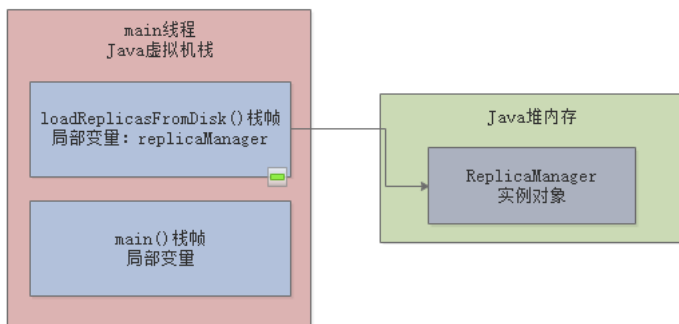 main线程
Java虚拟机栈
loadReplicasFromDisk()栈帧
局部变量：replicaManager
main()栈帧
局部变量
Java堆内存
ReplicaManager
实例对象